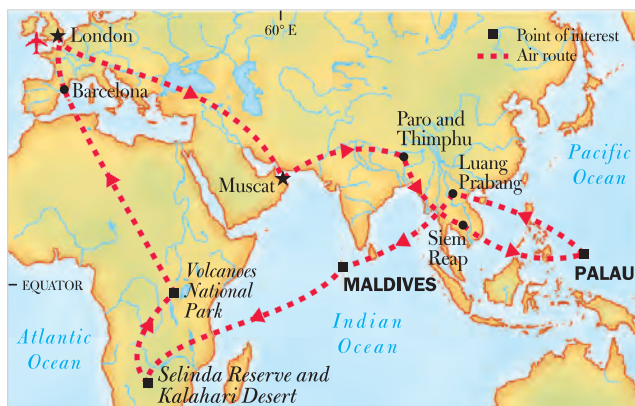 London
60° E
Point of interest
Air route
Barcelona
Paro and
Thimphu
Luang
Prabang
Pacific
Ocean
Muscat
Siem
Reap
Volcanoes
National
Park
MALDIVES
PALAU
EQUATOR
Atlantic
Ocean
Indian
Ocean
Selinda Reserve and
Kalahari Desert